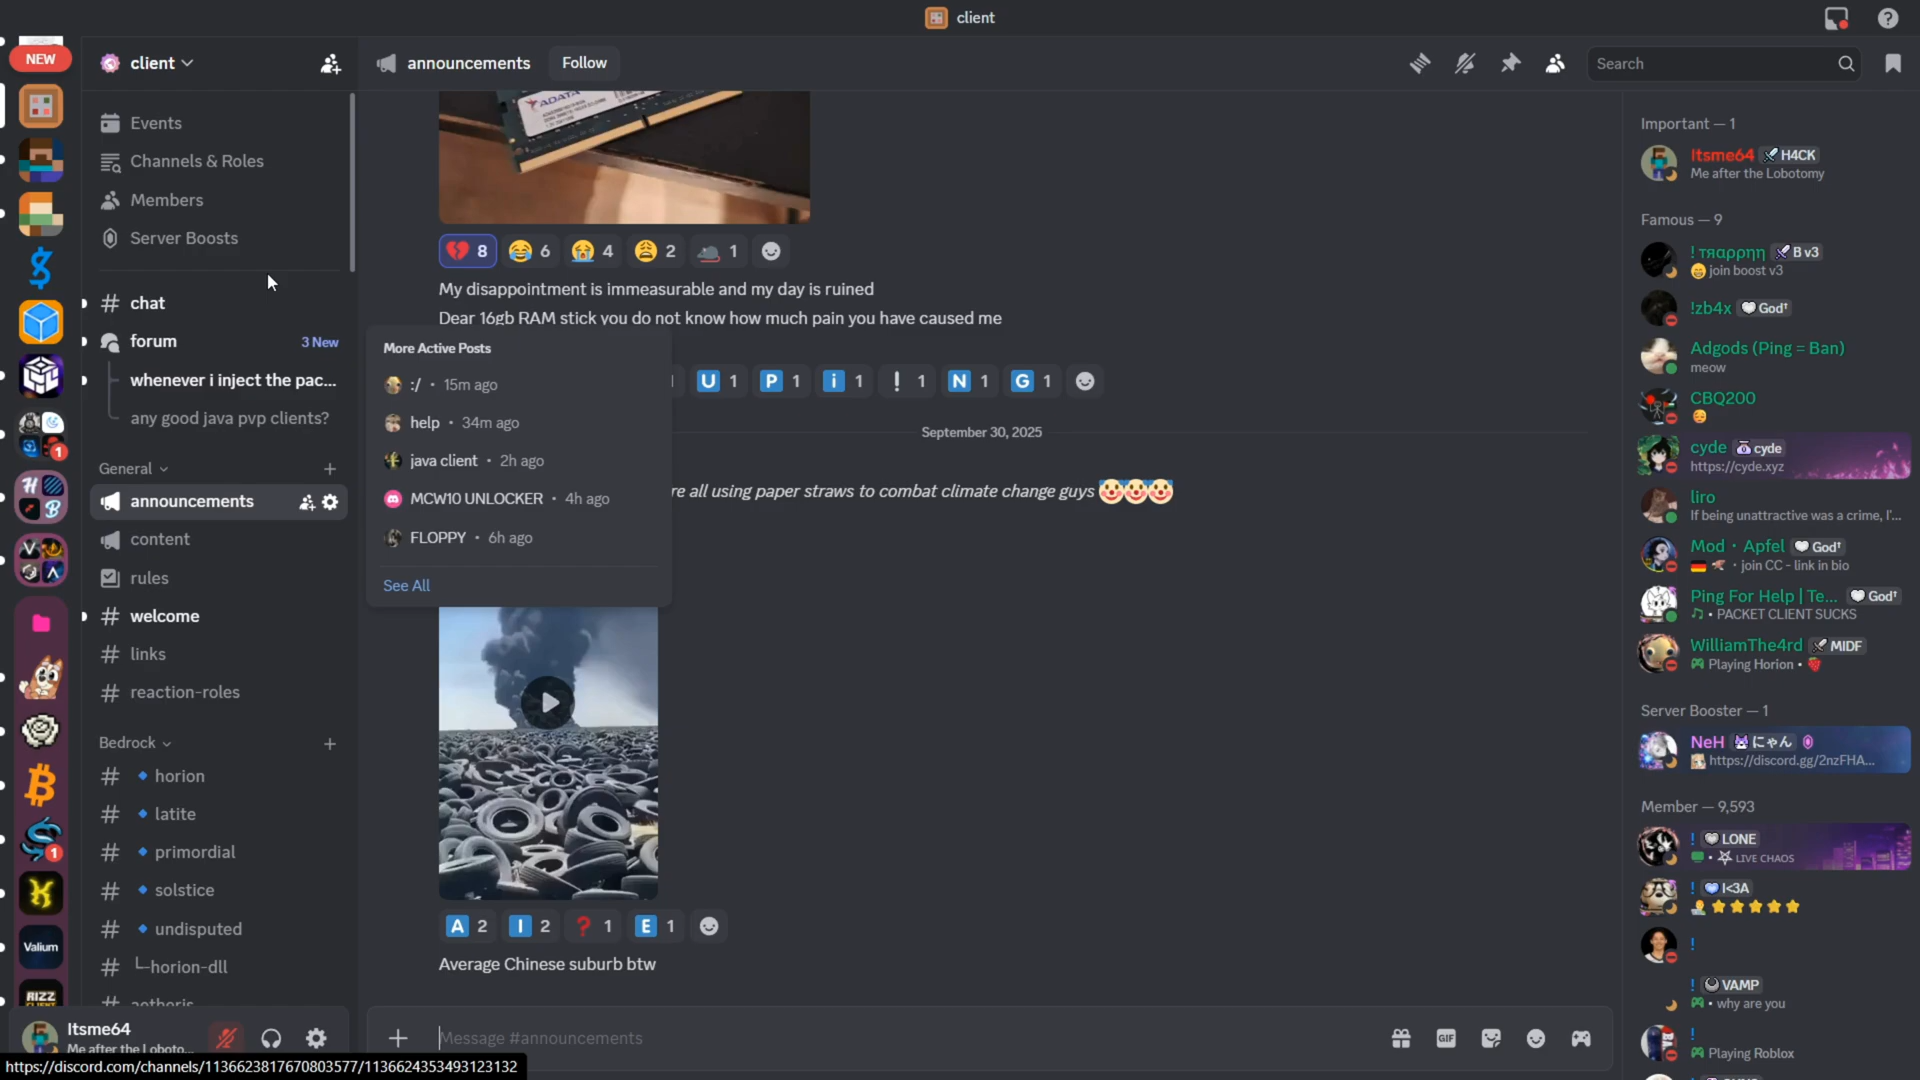 client
NEW
client
announcements
Follow
Search
Events
Channels & Roles
Members
Server Boosts
chat
forum
3 New
whenever i inject the pac...
any good java pvp clients?
General
announcements
content
rules
welcome
links
reaction-roles
Bedrock
horion
latite
primordial
solstice
undisputed
horion-dll
aetheris
1
1
Valium
RIZZ
Itsme64
Me after the Loboto...
https://discord.com/channels/1136623817670803577/1136624353493123132
ADATA
8
6
4
2
1
My disappointment is immeasurable and my day is ruined
Dear 16gb RAM stick you do not know how much pain you have caused me
More Active Posts
:/ • 15m ago
help • 34m ago
java client • 2h ago
MCW10 UNLOCKER • 4h ago
FLOPPY • 6h ago
See All
U 1 P 1 i 1 ! 1 N 1 G 1
September 30, 2025
re all using paper straws to combat climate change guys
A 2 I 2 ? 1 E 1
Average Chinese suburb btw
Message #announcements
GIF
Important — 1
Itsme64 H4CK
Me after the Lobotomy
Famous — 9
! тяαρρηη B v3
join boost v3
!zb4x God†
Adgods (Ping = Ban)
meow
CBQ200
cyde cyde
https://cyde.xyz
liro
If being unattractive was a crime, I'...
Mod · Apfel God†
• join CC - link in bio
Ping For Help | Te... God†
• PACKET CLIENT SUCKS
WilliamThe4rd MIDF
Playing Horion •
Server Booster — 1
NeH にゃん
https://discord.gg/2nzFHA...
Member — 9,593
! LONE
• LIVE CHAOS
! I<3A
!
! VAMP
• why are you
!
Playing Roblox